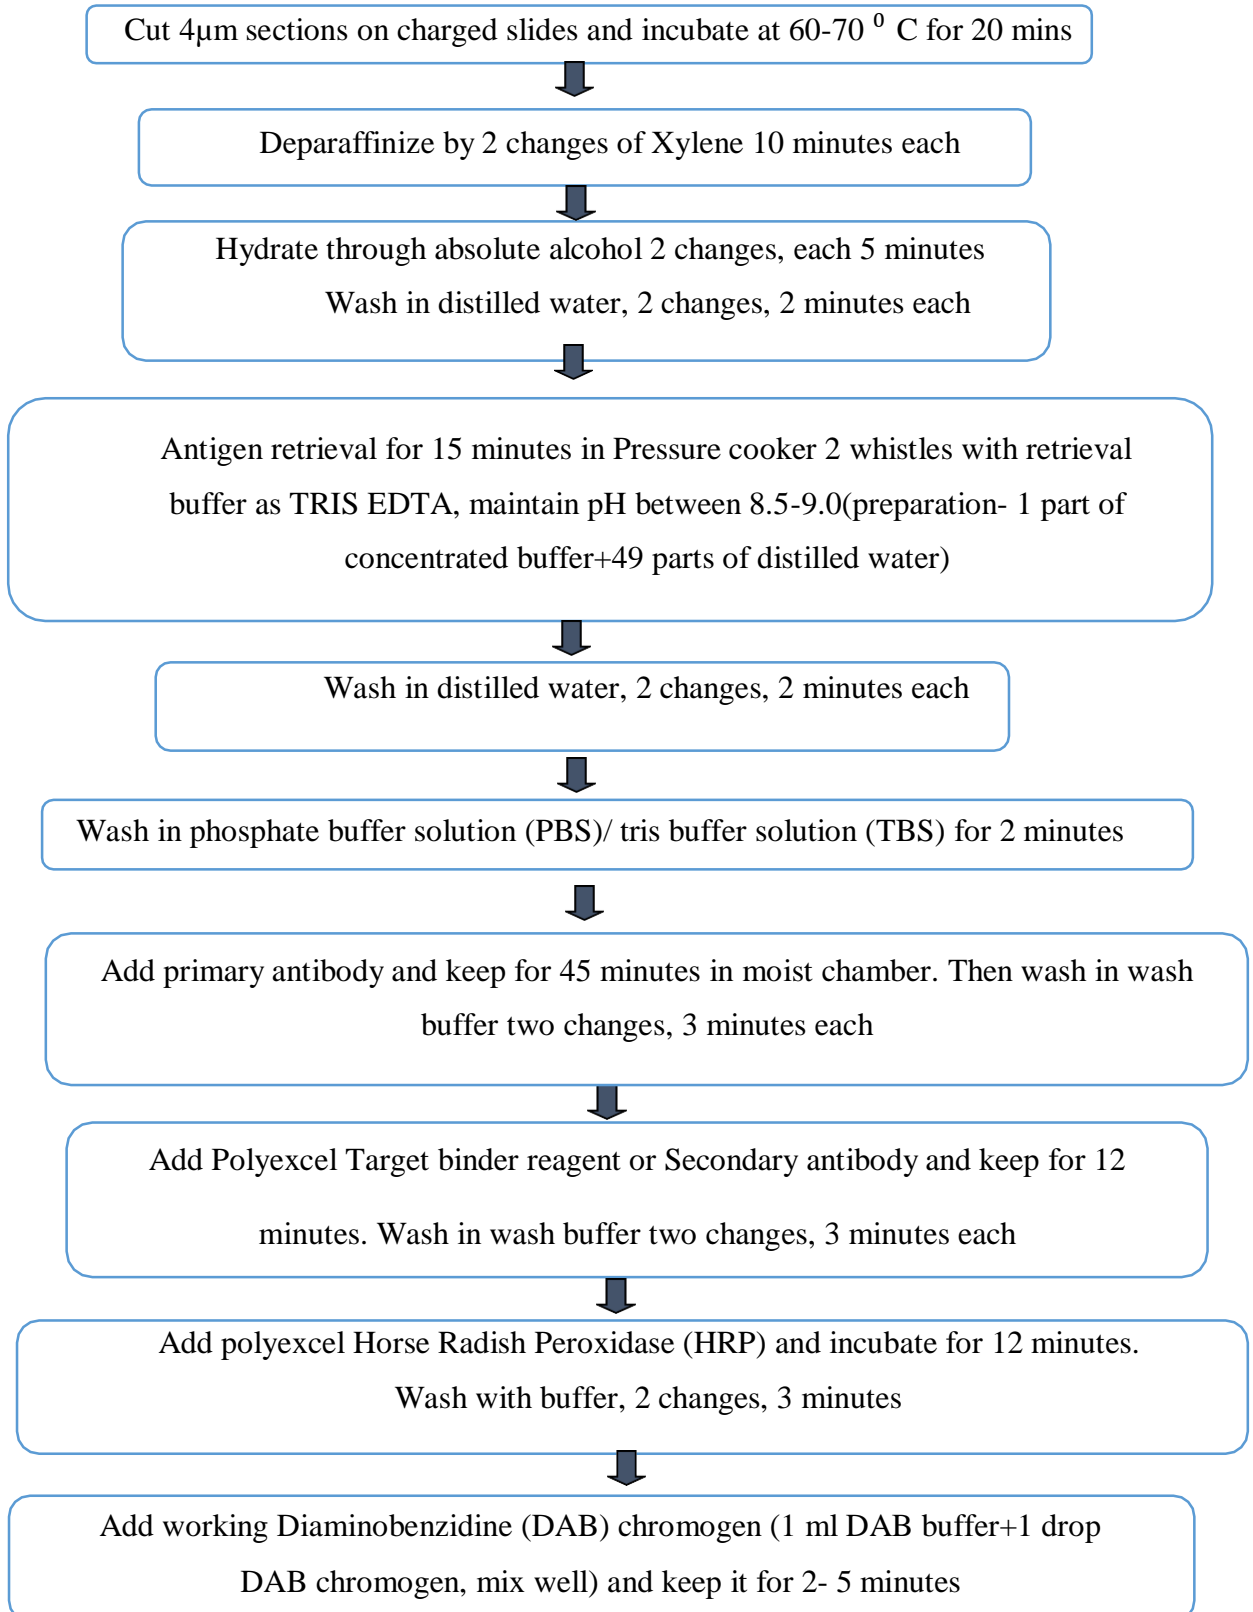 Cut 4µm sections on charged slides and incubate at 60-70 ⁰ C for 20 mins
Deparaffinize by 2 changes of Xylene 10 minutes each
Hydrate through absolute alcohol 2 changes, each 5 minutes
Wash in distilled water, 2 changes, 2 minutes each
Antigen retrieval for 15 minutes in Pressure cooker 2 whistles with retrieval
buffer as TRIS EDTA, maintain pH between 8.5-9.0(preparation- 1 part of
concentrated buffer+49 parts of distilled water)
Wash in distilled water, 2 changes, 2 minutes each
Wash in phosphate buffer solution (PBS)/ tris buffer solution (TBS) for 2 minutes
Add primary antibody and keep for 45 minutes in moist chamber. Then wash in wash
buffer two changes, 3 minutes each
Add Polyexcel Target binder reagent or Secondary antibody and keep for 12
minutes. Wash in wash buffer two changes, 3 minutes each
Add polyexcel Horse Radish Peroxidase (HRP) and incubate for 12 minutes.
Wash with buffer, 2 changes, 3 minutes
Add working Diaminobenzidine (DAB) chromogen (1 ml DAB buffer+1 drop
DAB chromogen, mix well) and keep it for 2- 5 minutes